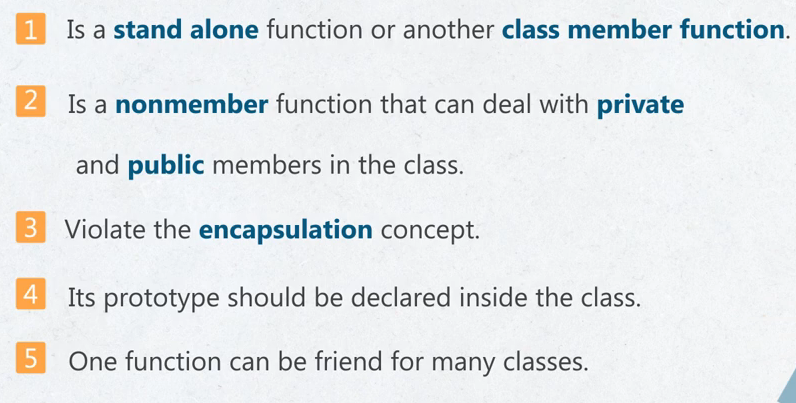 1 Is a stand alone function or another class member function.
2 Is a nonmember function that can deal with private
and public members in the class.
3 Violate the encapsulation concept.
4 Its prototype should be declared inside the class.
5 One function can be friend for many classes.